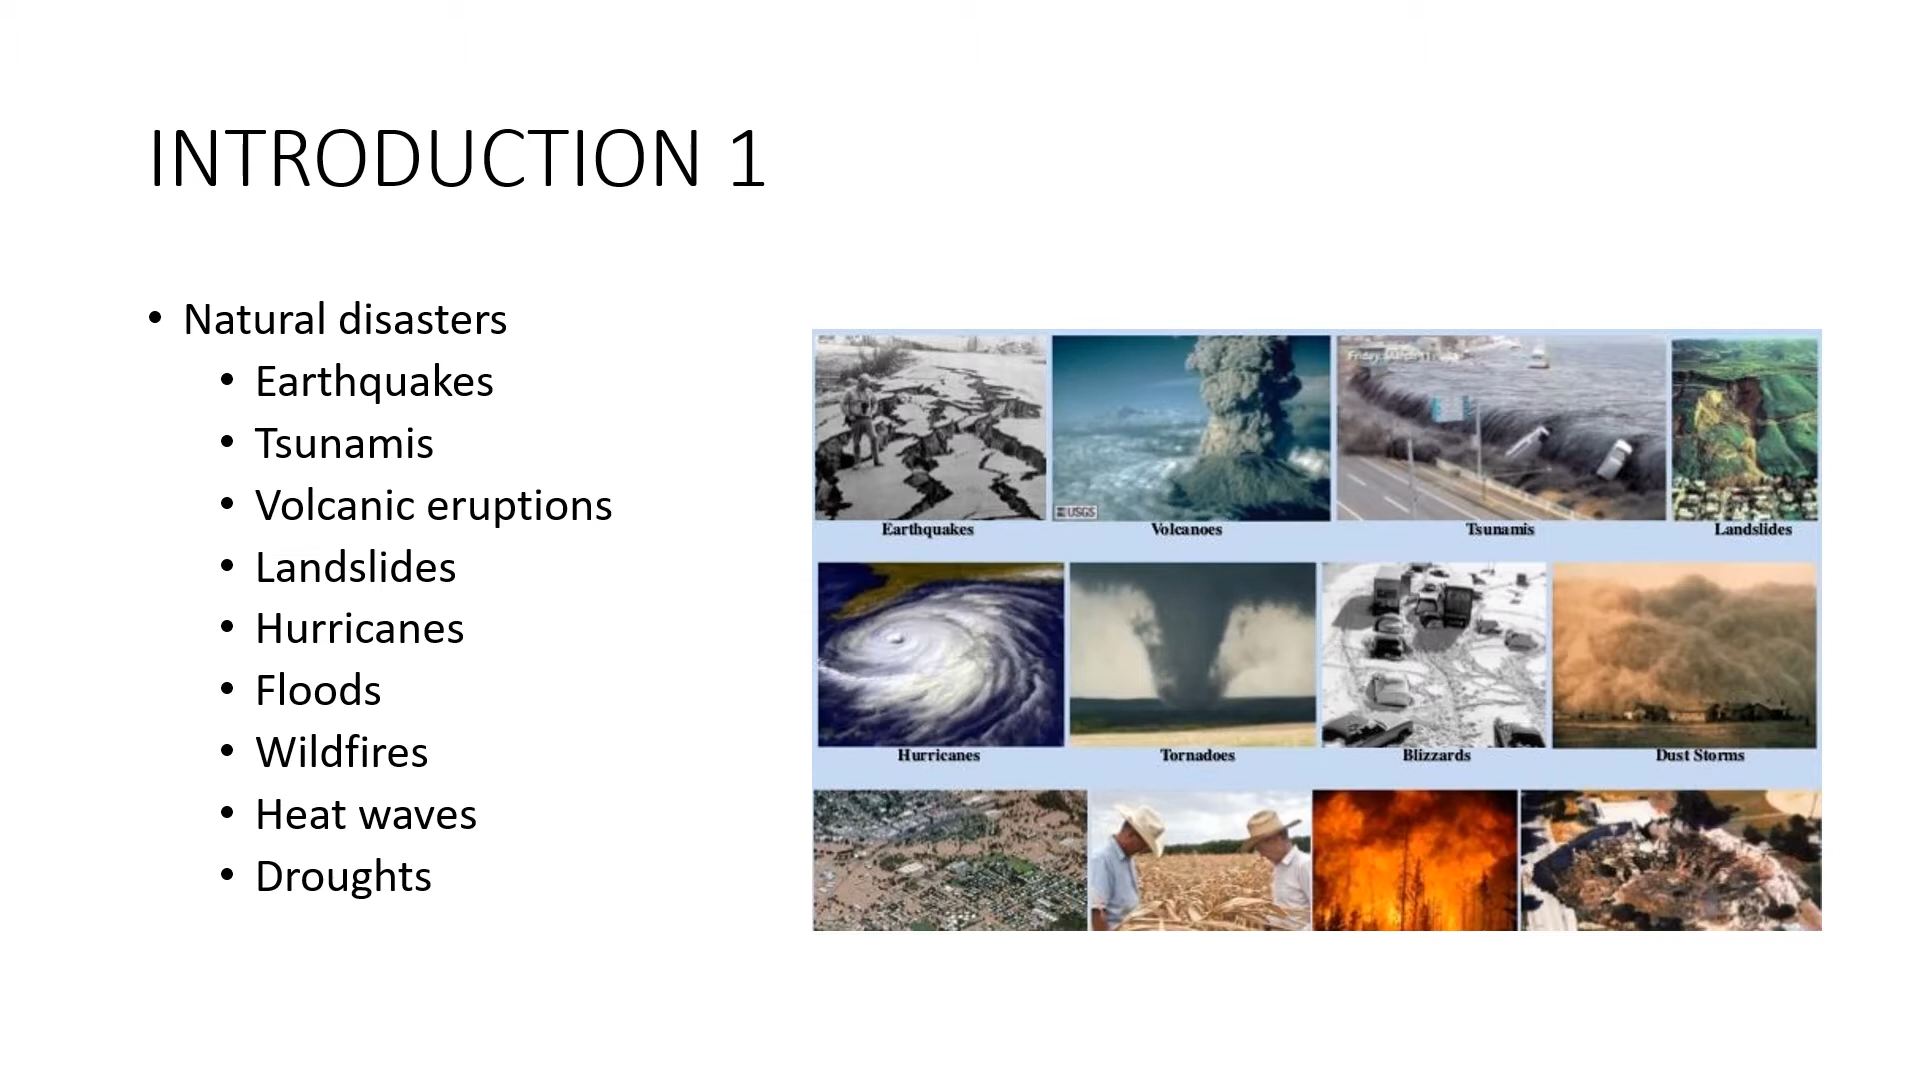 INTRODUCTION 1
• Natural disasters
• Earthquakes
• Tsunamis
• Volcanic eruptions
• Landslides
• Hurricanes
• Floods
• Wildfires
• Heat waves
• Droughts
USGS
Earthquakes
Volcanoes
Tsunamis
Landslides
Hurricanes
Tornadoes
Blizzards
Dust Storms